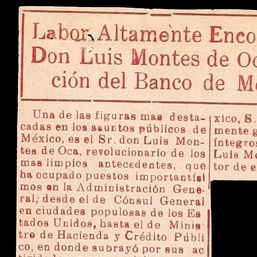 Labor Altamente Enco
Don Luis Montes de Oc
ción del Banco de M
Una de las figuras mas desta-
cadas en los asuntos públicos de
México, es el Sr. don Luis Mon-
tes de Oca, revolucionario de los
mas limpios antecedentes, que
ha ocupado puestos importantísi
mos en la Administración Gene-
ral; desde el de Cónsul General
en ciudades populosas de los Es
tados Unidos, hasta el de Minis
tro de Hacienda y Crédito Públi
co, en donde subrayó por sus ac
xico, S.
mente g
íntegros
Luis Mo
tor de e